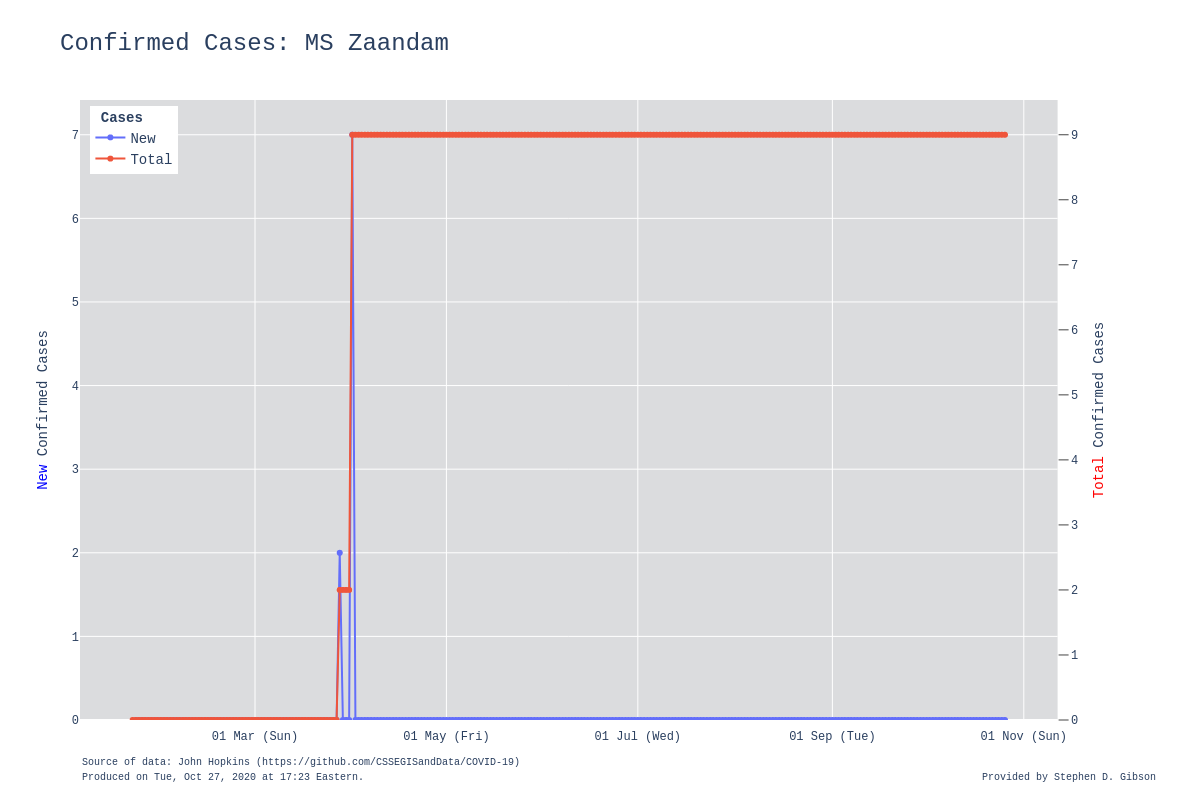 Confirmed Cases: MS Zaandam
Cases
New
Total
7
6
5
4
3
2
1
0
New Confirmed Cases
9
8
7
6
5
4
3
2
1
0
Total Confirmed Cases
01 Mar (Sun) 01 May (Fri) 01 Jul (Wed) 01 Sep (Tue) 01 Nov (Sun)
Source of data: John Hopkins (https://github.com/CSSEGISandData/COVID-19)
Produced on Tue, Oct 27, 2020 at 17:23 Eastern.
Provided by Stephen D. Gibson